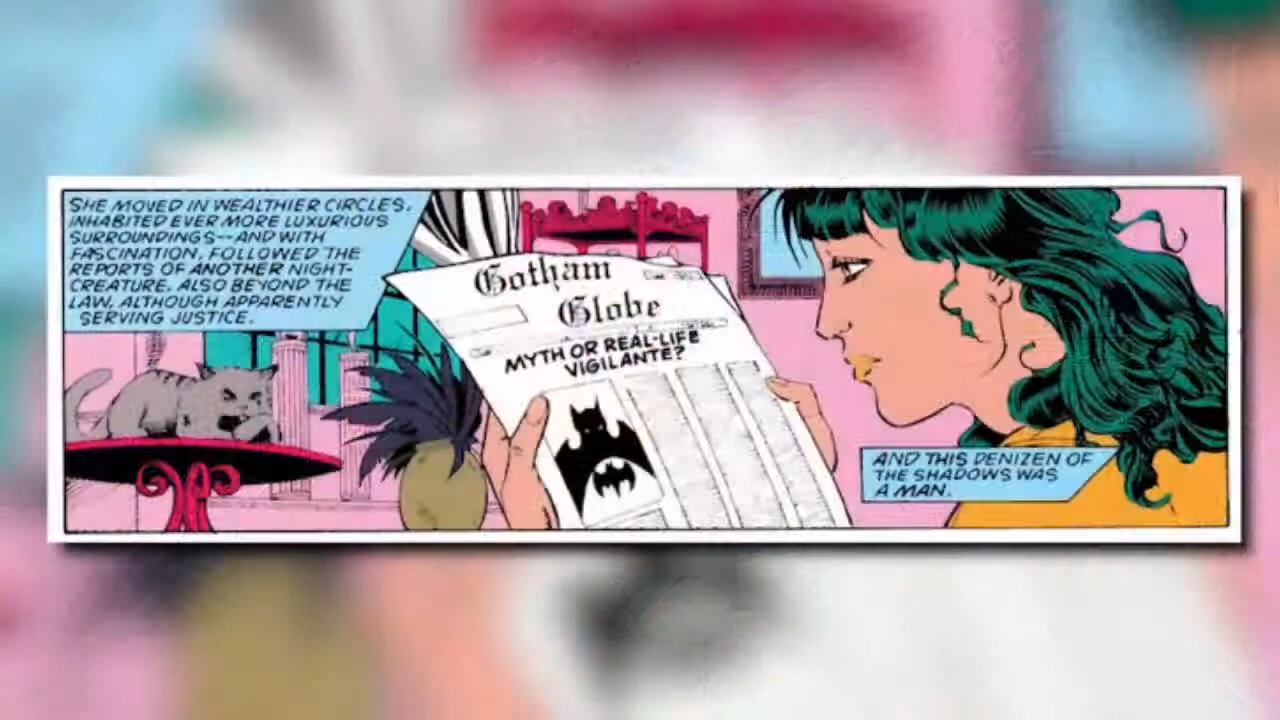 SHE MOVED IN WEALTHIER CIRCLES,
INHABITED EVER MORE LUXURIOUS
SURROUNDINGS--AND WITH
FASCINATION, FOLLOWED THE
REPORTS OF ANOTHER NIGHT-
CREATURE, ALSO BEYOND THE
LAW, ALTHOUGH APPARENTLY
SERVING JUSTICE.
Gotham
Globe
MYTH OR REAL-LIFE
VIGILANTE?
AND THIS DENIZEN OF
THE SHADOWS WAS
A MAN.